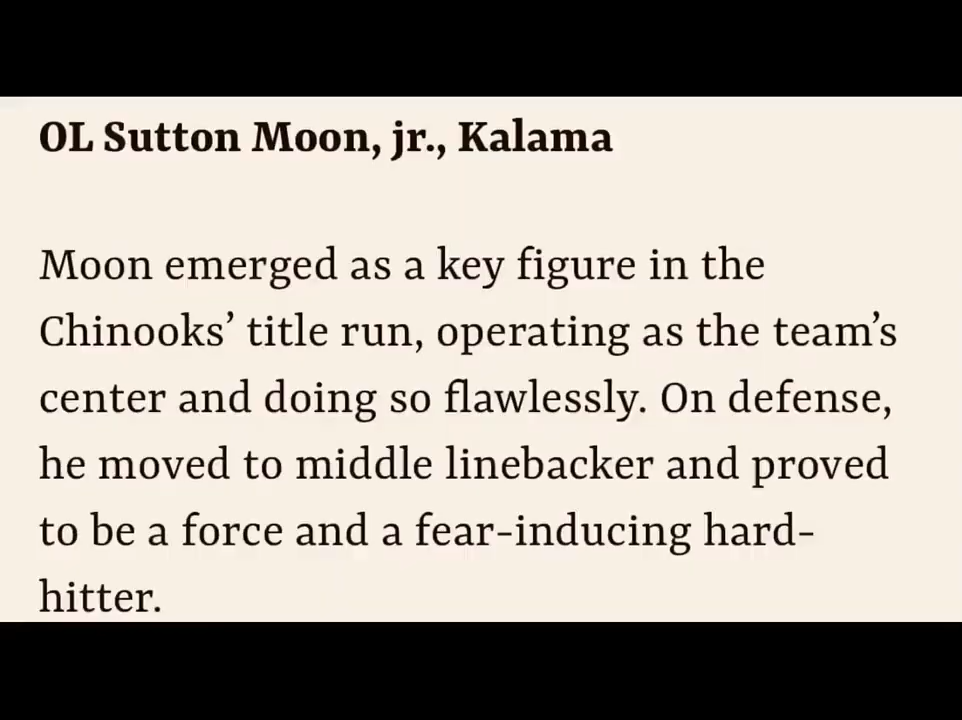 OL Sutton Moon, jr., Kalama
Moon emerged as a key figure in the
Chinooks’ title run, operating as the team’s
center and doing so flawlessly. On defense,
he moved to middle linebacker and proved
to be a force and a fear-inducing hard-
hitter.